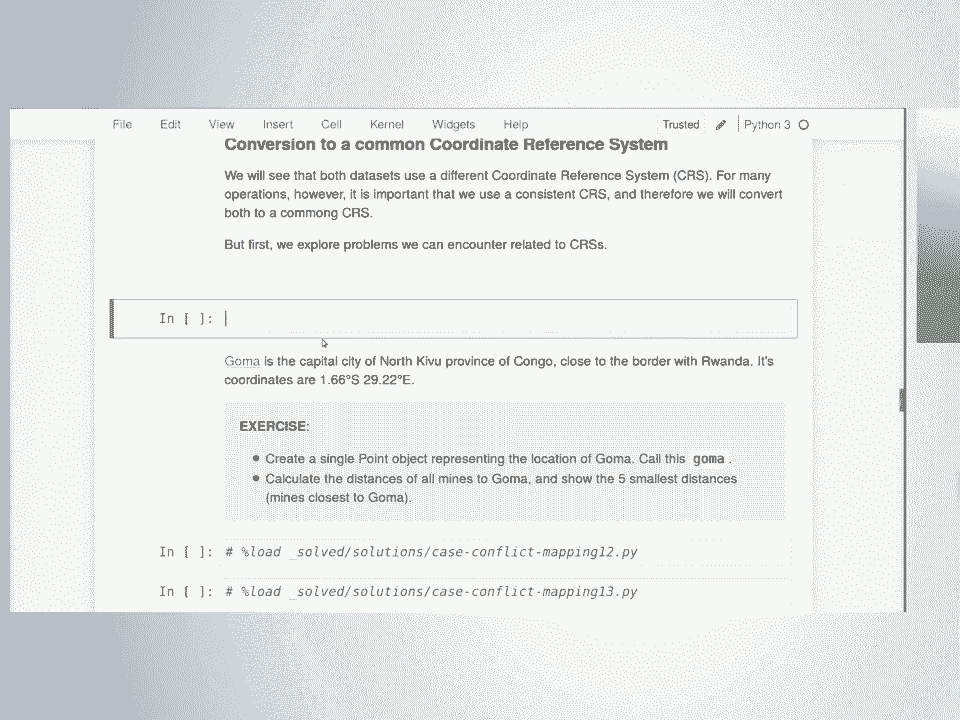 File Edit View Insert Cell Kernel Widgets Help Trusted Python 3
Conversion to a common Coordinate Reference System
We will see that both datasets use a different Coordinate Reference System (CRS). For many
operations, however, it is important that we use a consistent CRS, and therefore we will convert
both to a commong CRS.
But first, we explore problems we can encounter related to CRSs.
In [ ]:
Goma is the capital city of North Kivu province of Congo, close to the border with Rwanda. It's
coordinates are 1.66°S 29.22°E.
EXERCISE:
• Create a single Point object representing the location of Goma. Call this goma .
• Calculate the distances of all mines to Goma, and show the 5 smallest distances
(mines closest to Goma).
In [ ]: # %load _solved/solutions/case-conflict-mapping12.py
In [ ]: # %load _solved/solutions/case-conflict-mapping13.py